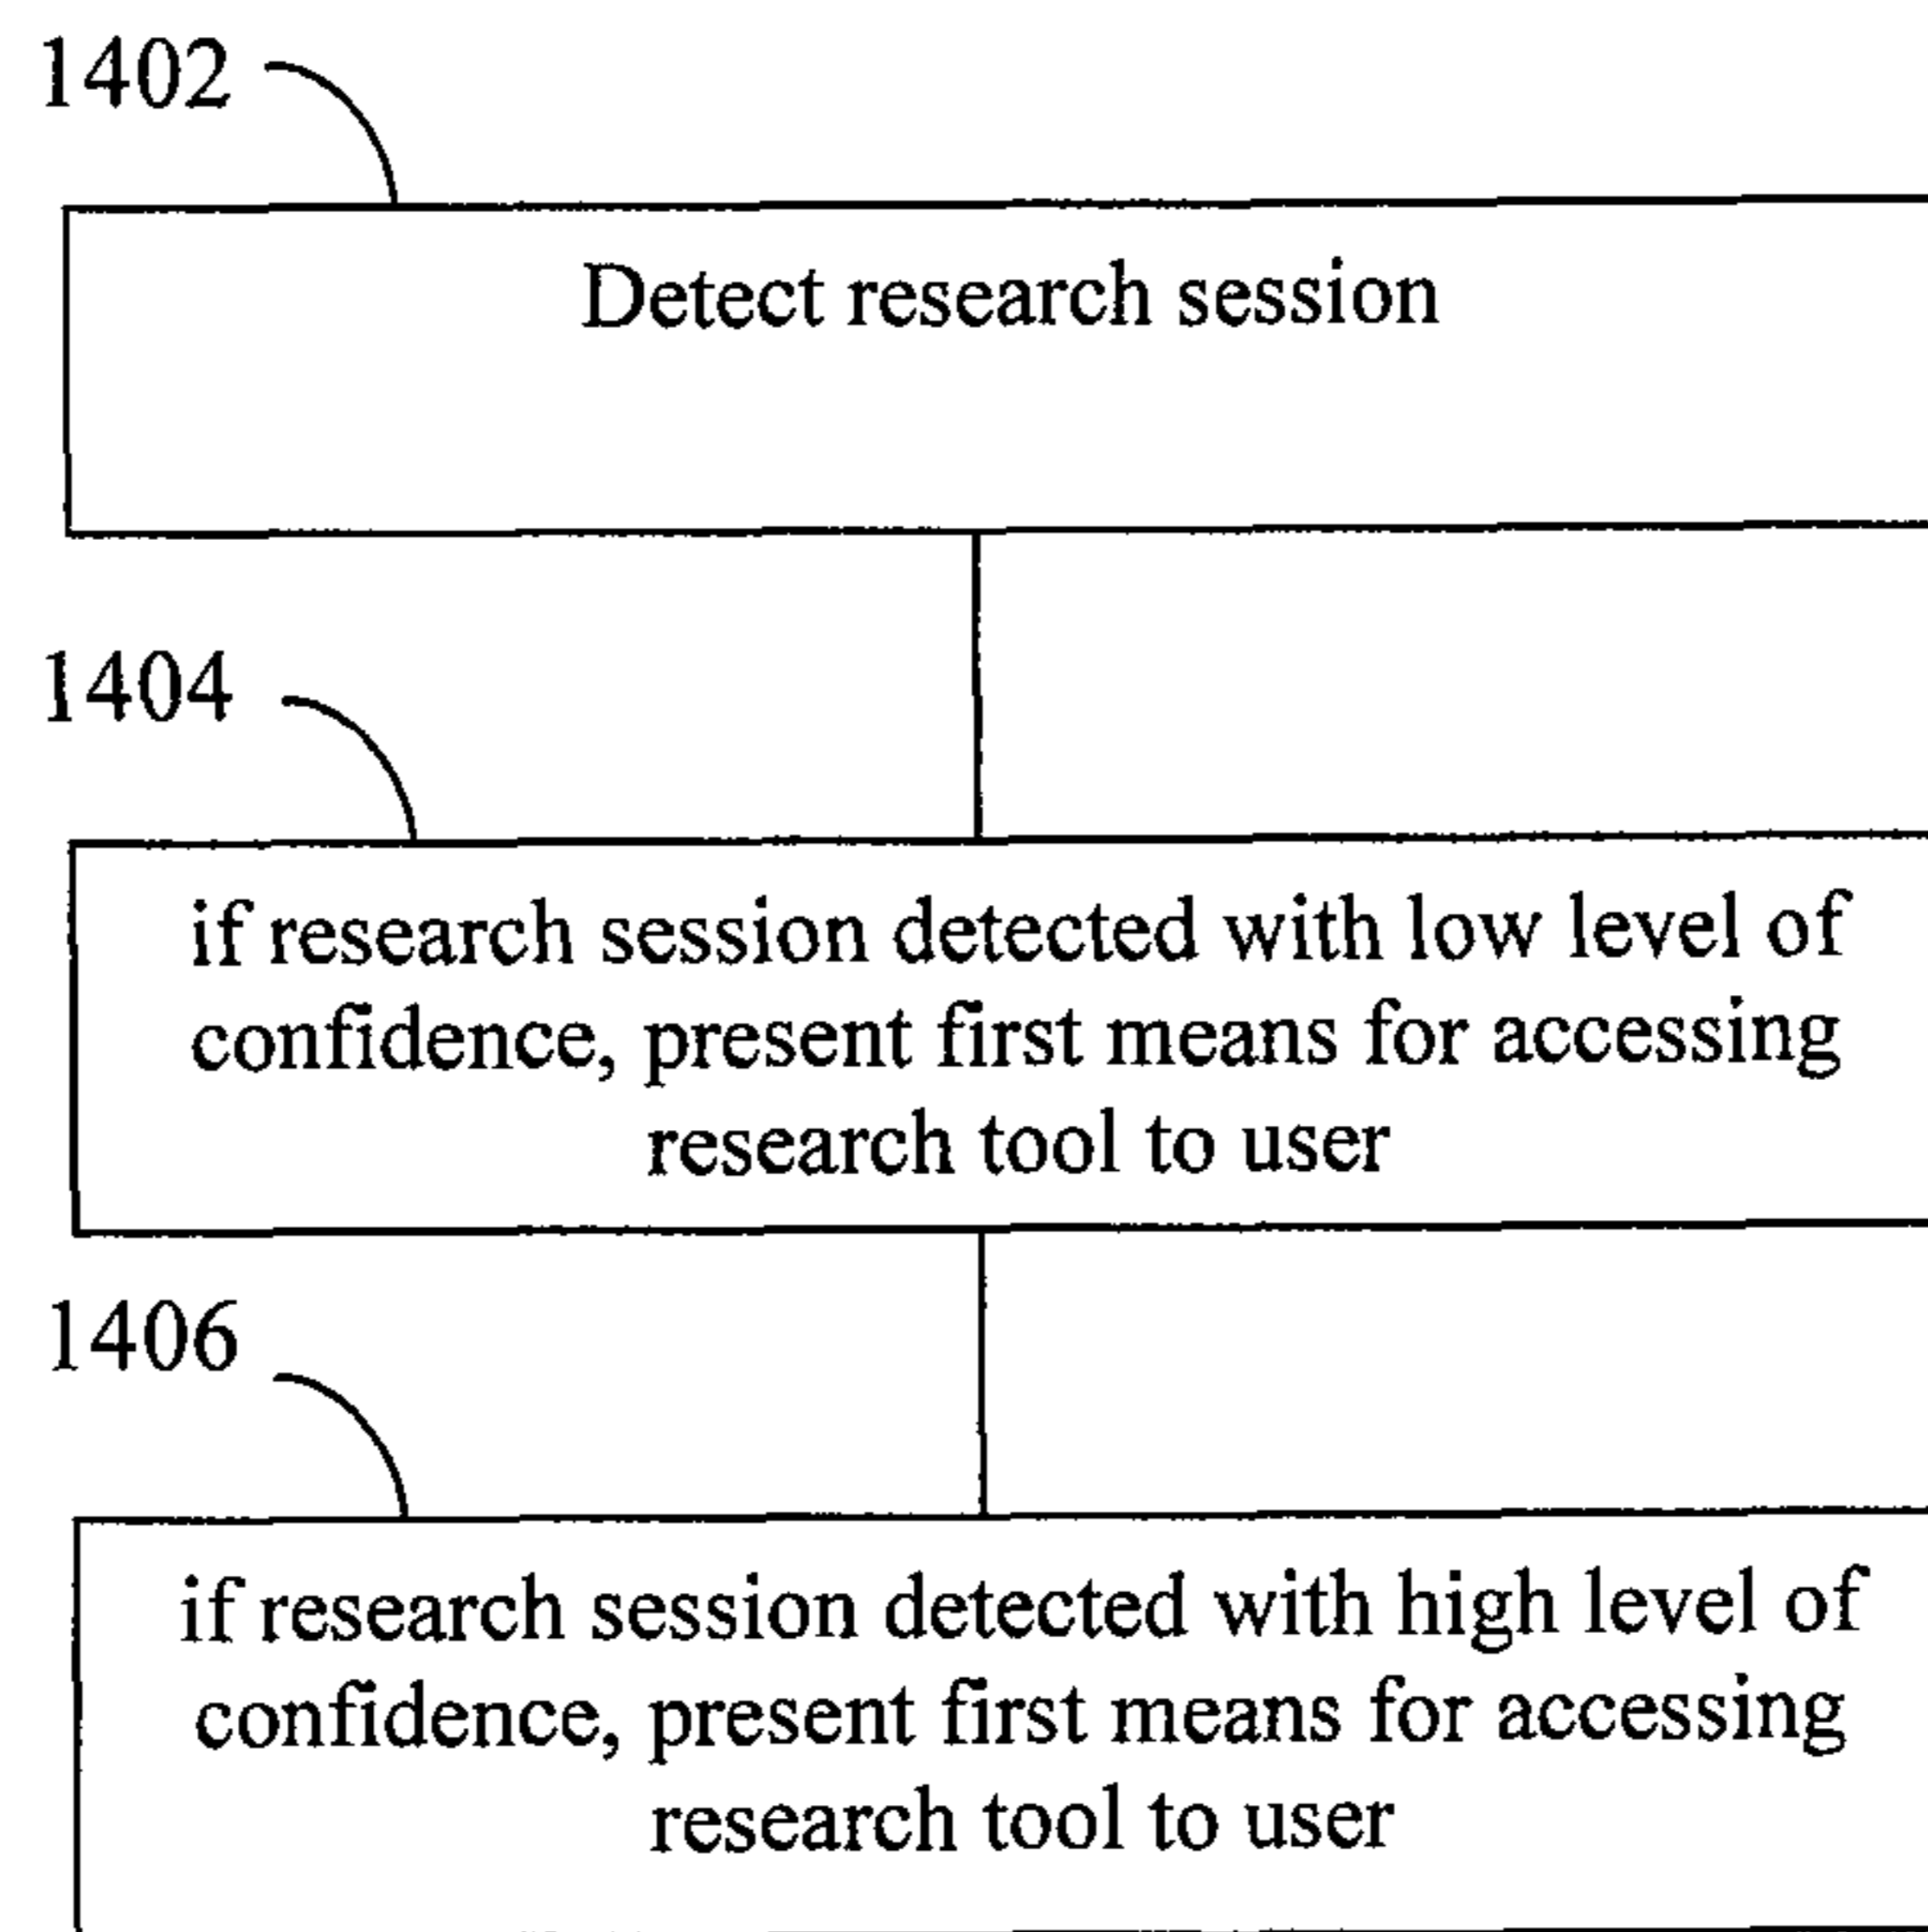 1402
Detect research session
1404
if research session detected with low level of
confidence, present first means for accessing
research tool to user
1406
if research session detected with high level of
confidence, present first means for accessing
research tool to user